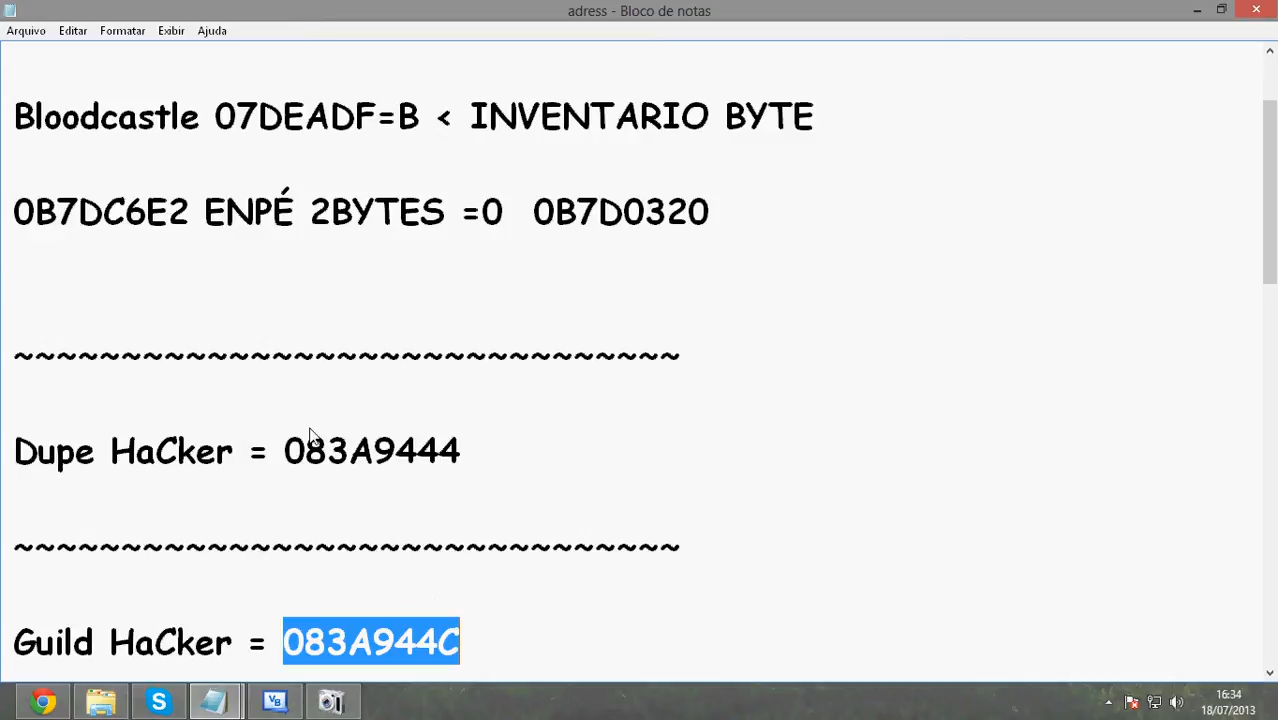 adress - Bloco de notas
Arquivo Editar Formatar Exibir Ajuda
Bloodcastle 07DEADF=B < INVENTARIO BYTE
0B7DC6E2 ENPÉ 2BYTES =0 0B7D0320
~~~~~~~~~~~~~~~~~~~~~~~~~~~~~~~
Dupe HaCker = 083A9444
~~~~~~~~~~~~~~~~~~~~~~~~~~~~~~~
Guild HaCker = 083A944C
VB
16:34
18/07/2013